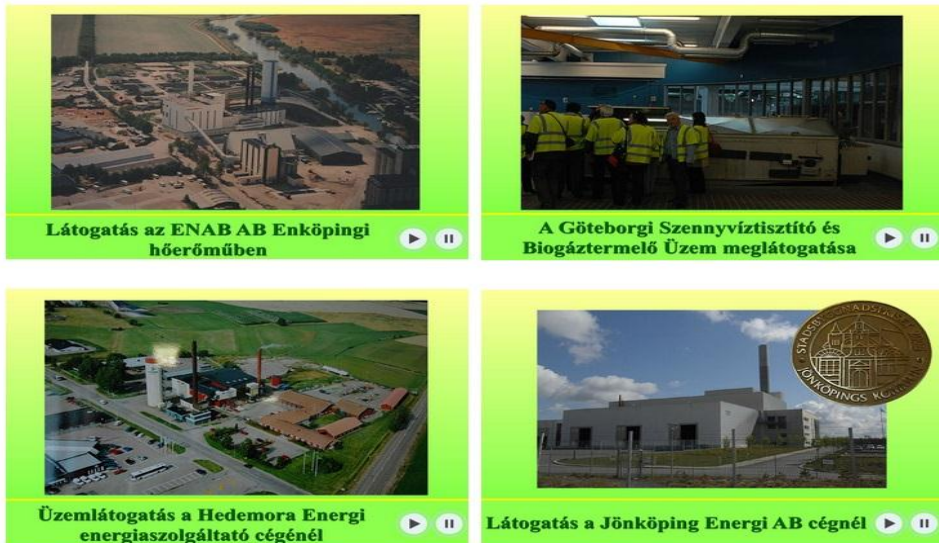 Látogatás az ENAB AB Enköpingi
hőerőműben
A Göteborgi Szennyvíztisztító és
Biogáztermelő Üzem meglátogatása
Üzemlátogatás a Hedemora Energi
energiaszolgáltató cégénél
JÖNKÖPINGS
Látogatás a Jönköping Energi AB cégnél